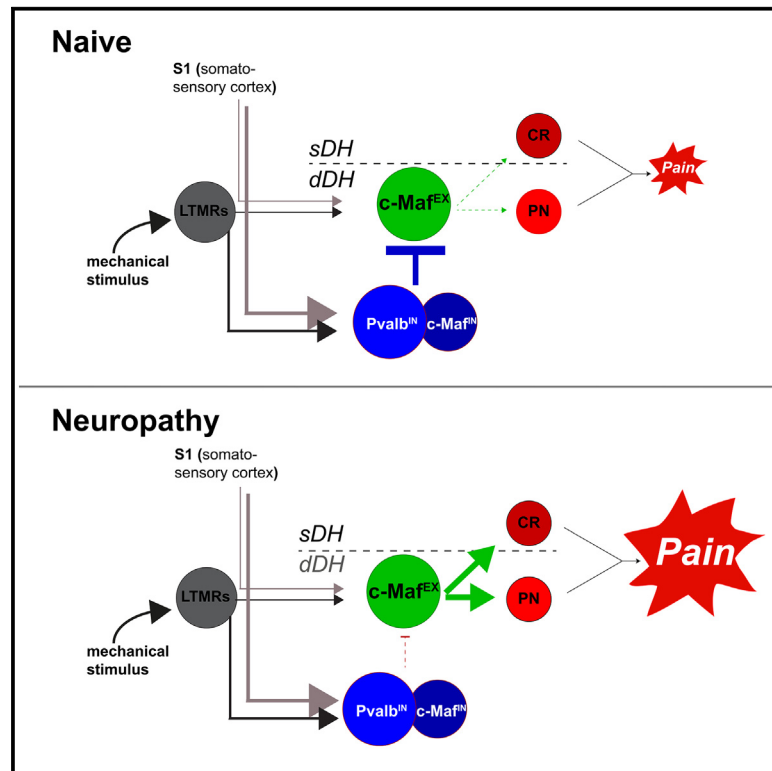 Naive
S1 (somato-
sensory cortex)
sDH
dDH
CR
LTMRs
c-Maf^EX
PN
Pain
mechanical
stimulus
Pvalb^IN
c-Maf^IN
Neuropathy
S1 (somato-
sensory cortex)
sDH
dDH
CR
LTMRs
c-Maf^EX
PN
Pain
mechanical
stimulus
Pvalb^IN
c-Maf^IN